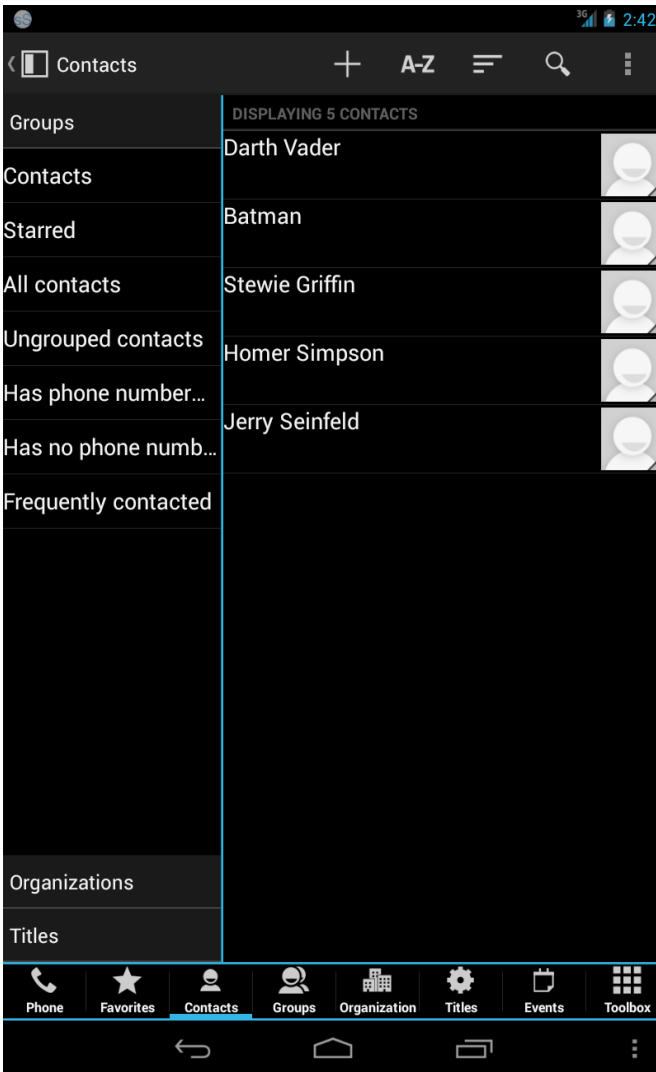 3G 2:42
Contacts
A-Z
Groups
Contacts
Starred
All contacts
Ungrouped contacts
Has phone number...
Has no phone numb...
Frequently contacted
Organizations
Titles
DISPLAYING 5 CONTACTS
Darth Vader
Batman
Stewie Griffin
Homer Simpson
Jerry Seinfeld
Phone Favorites Contacts Groups Organization Titles Events Toolbox